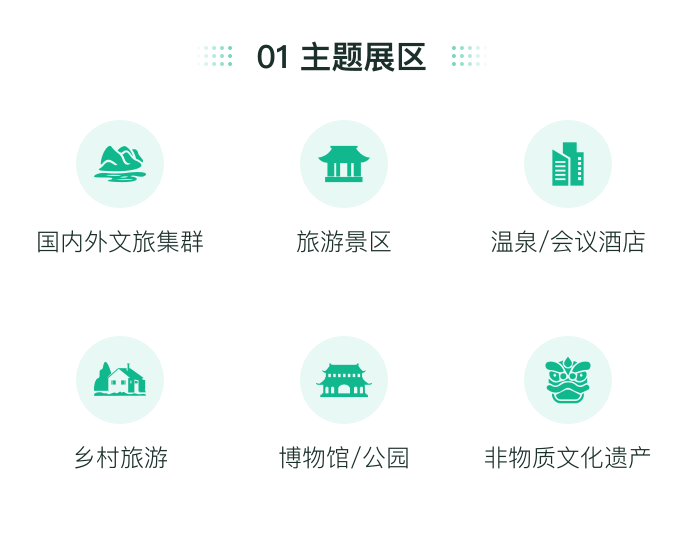 01 主题展区
国内外文旅集群
旅游景区
温泉/会议酒店
乡村旅游
博物馆/公园
非物质文化遗产